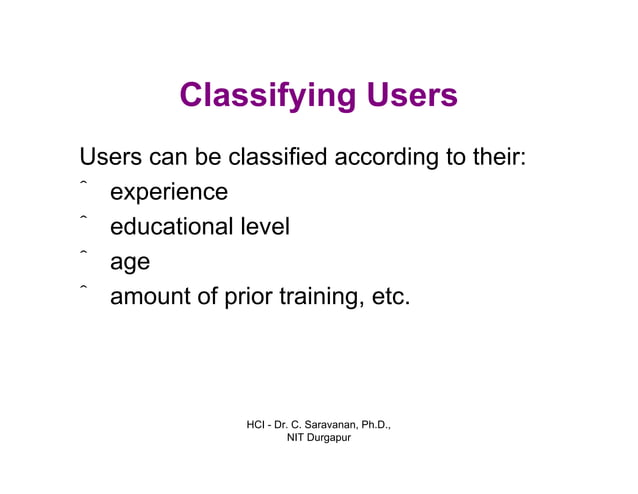 Classifying Users
Users can be classified according to their:
⌢ experience
⌢ educational level
⌢ age
⌢ amount of prior training, etc.
HCI - Dr. C. Saravanan, Ph.D.,
NIT Durgapur